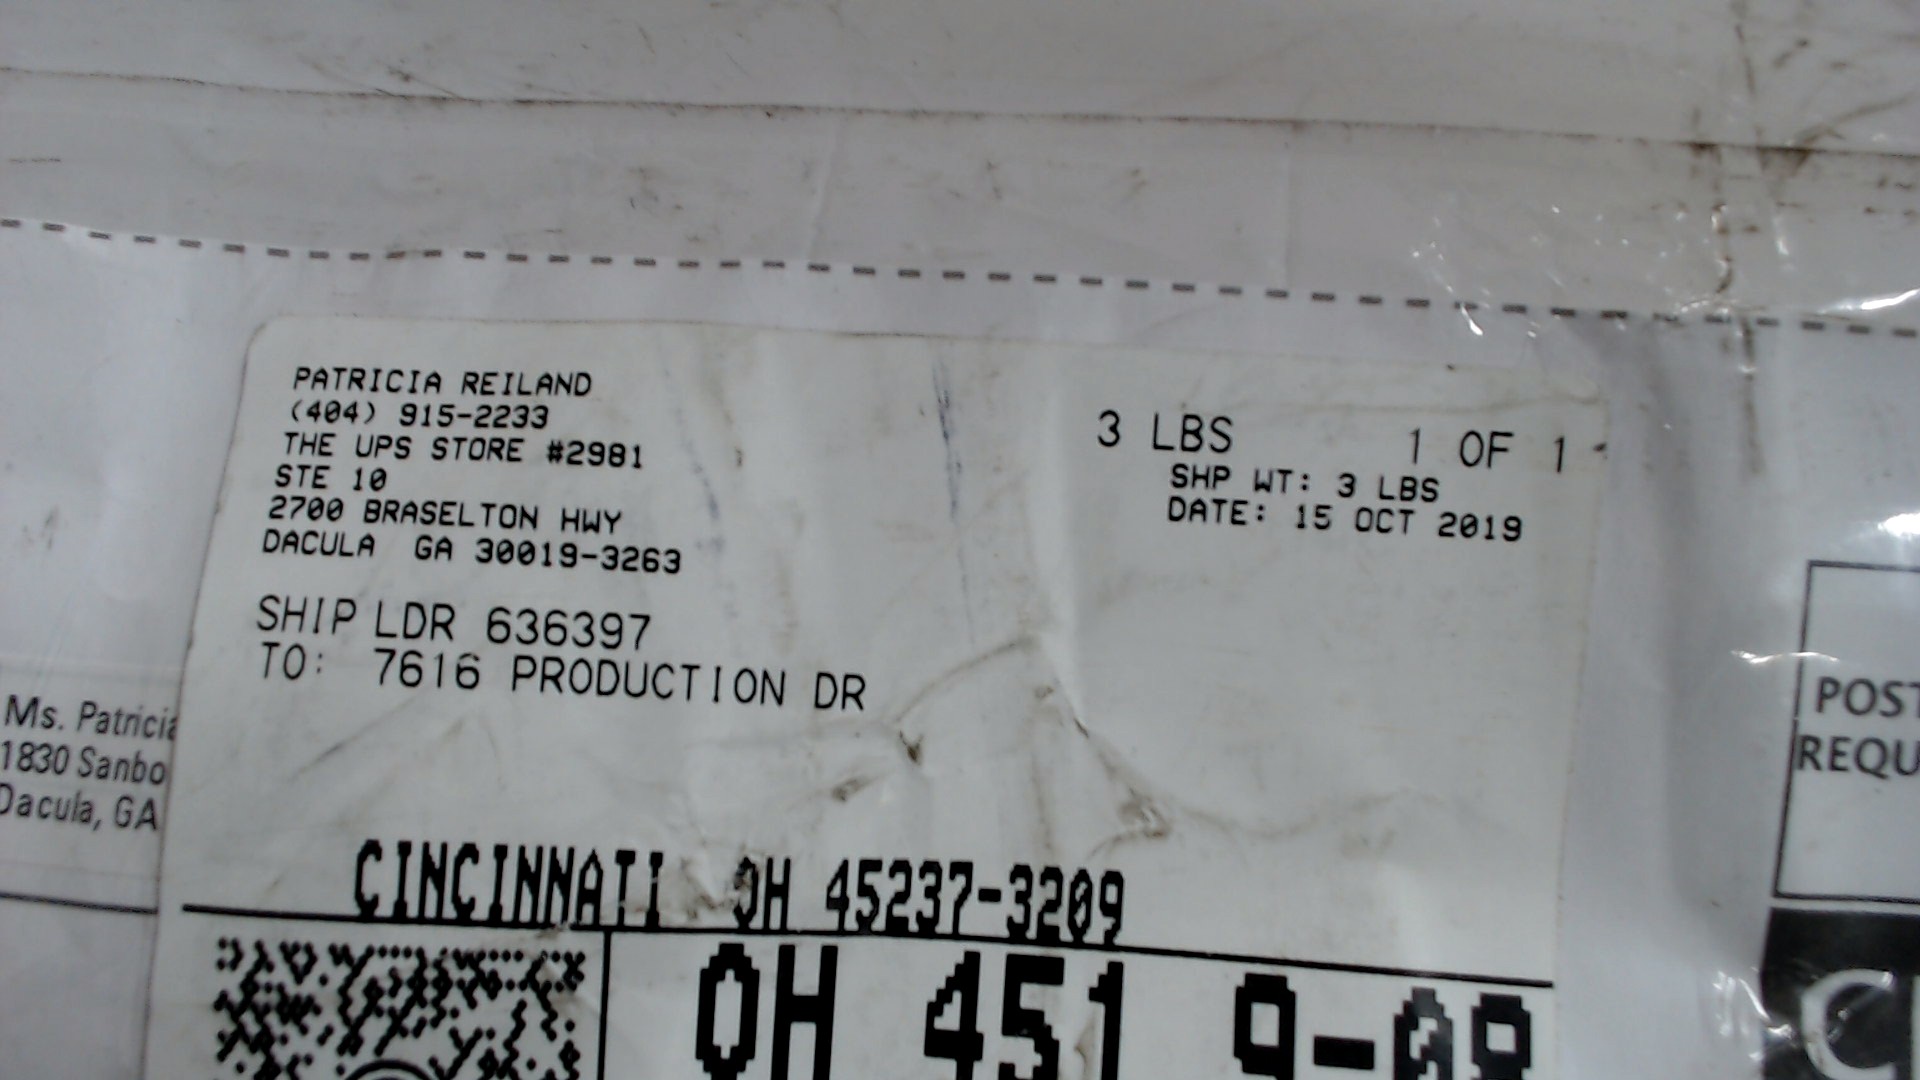 PATRICIA REILAND
(404) 915-2233
THE UPS STORE #2981
STE 10
2700 BRASELTON HWY
DACULA GA 30019-3263
3 LBS 1 OF 1
SHP WT: 3 LBS
DATE: 15 OCT 2019
SHIP LDR 636397
TO: 7616 PRODUCTION DR
CINCINNATI OH 45237-3209
OH 451 9-08
Ms. Patricia
1830 Sanbo
Dacula, GA
POST
REQU